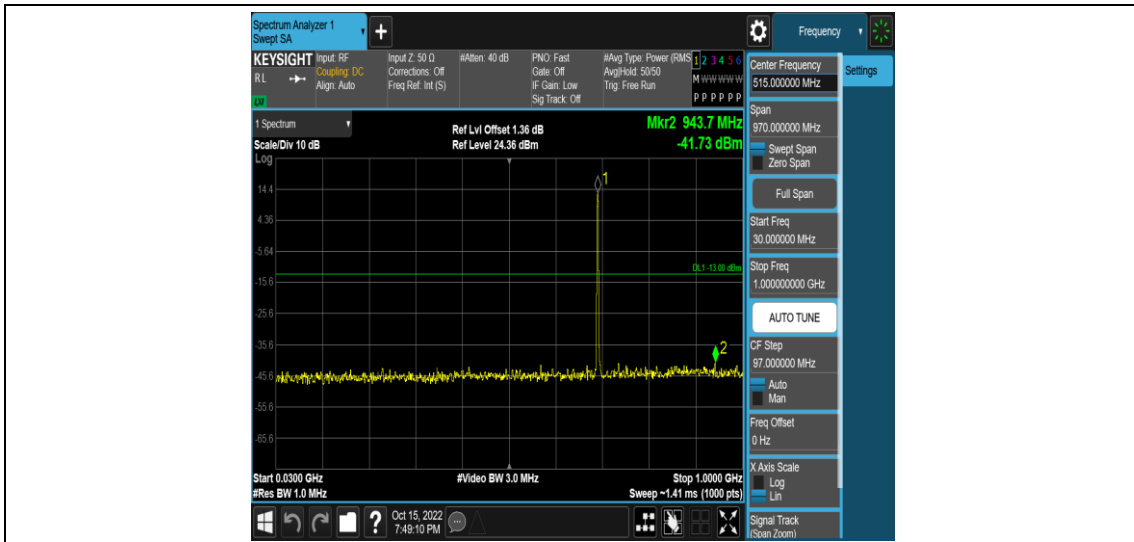 Spectrum Analyzer 1
Swept SA
+
Frequency
KEYSIGHT
RL
LM
Input: RF
Coupling: DC
Align: Auto
Input Z: 50 Ω
Corrections: Off
Freq Ref: Int (S)
#Atten: 40 dB
PNO: Fast
Gate: Off
IF Gain: Low
Sig Track: Off
#Avg Type: Power (RMS
Avg|Hold: 50/50
Trig: Free Run
1 2 3 4 5 6
M W W W W W
P P P P P P
1 Spectrum
Scale/Div 10 dB
Log
Ref Lvl Offset 1.36 dB
Ref Level 24.36 dBm
Mkr2 943.7 MHz
-41.73 dBm
1
14.4
4.36
-5.64
DL1 -13.00 dBm
-15.6
-25.6
-35.6
2
-45.6
-55.6
-65.6
Start 0.0300 GHz
#Res BW 1.0 MHz
#Video BW 3.0 MHz
Stop 1.0000 GHz
Sweep ~1.41 ms (1000 pts)
?
Oct 15, 2022
7:49:10 PM
Center Frequency
515.000000 MHz
Settings
Span
970.000000 MHz
Swept Span
Zero Span
Full Span
Start Freq
30.000000 MHz
Stop Freq
1.000000000 GHz
AUTO TUNE
CF Step
97.000000 MHz
Auto
Man
Freq Offset
0 Hz
X Axis Scale
Log
Lin
Signal Track
(Span Zoom)